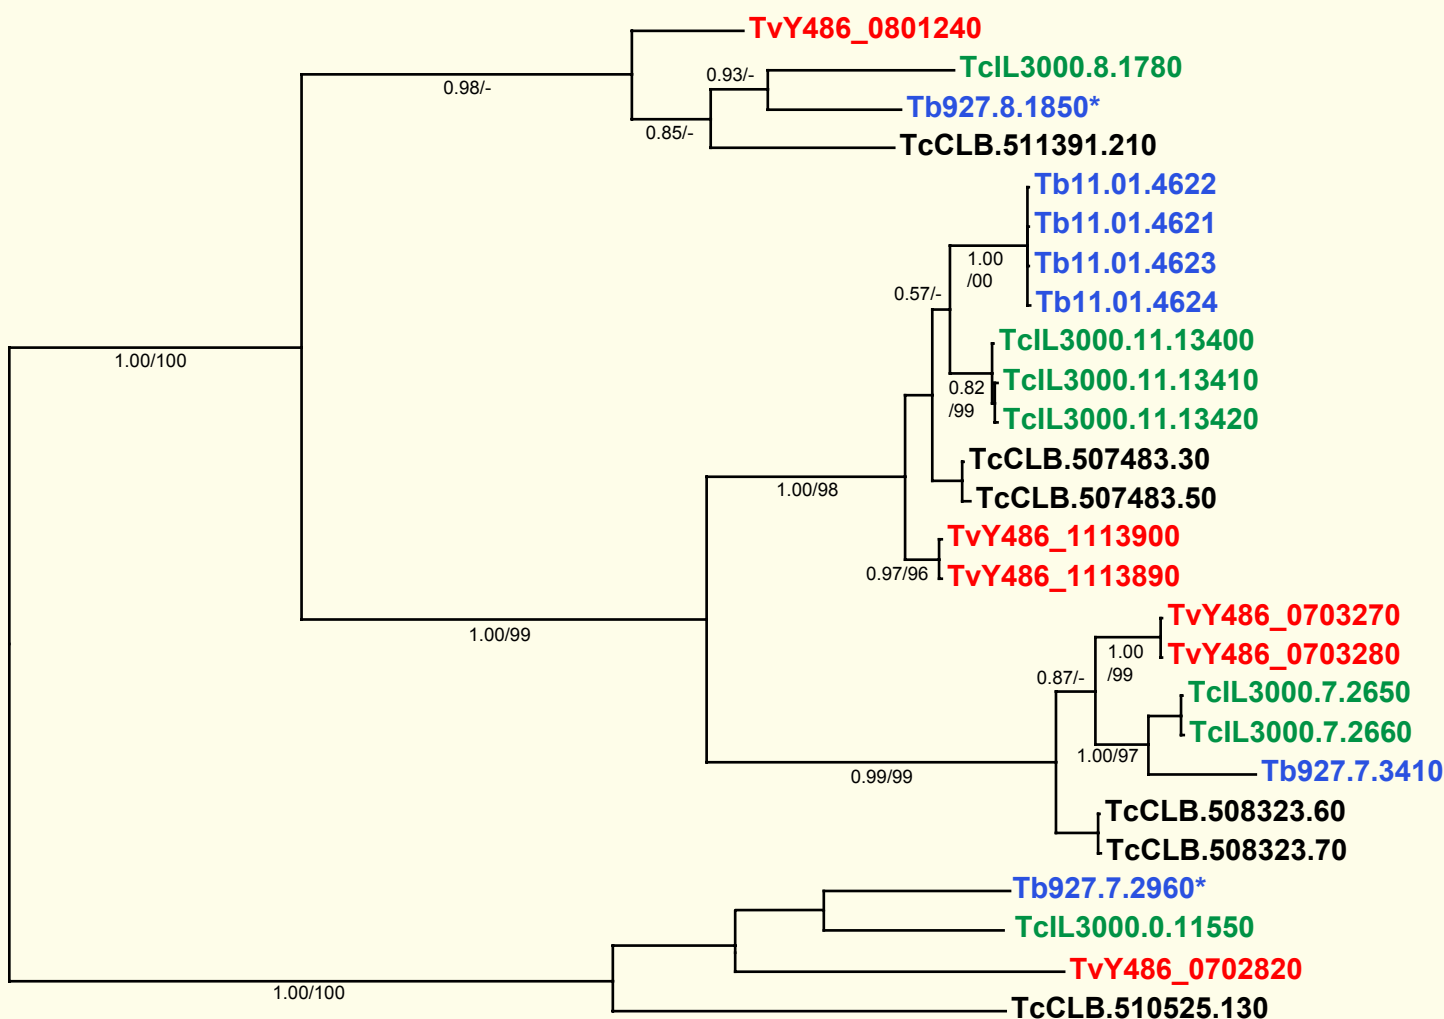 TvY486_0801240
TcIL3000.8.1780
0.93/-
0.98/-
Tb927.8.1850*
0.85/-
TcCLB.511391.210
Tb11.01.4622
Tb11.01.4621
1.00
/00
Tb11.01.4623
0.57/-
Tb11.01.4624
TcIL3000.11.13400
1.00/100
0.82
/99
TcIL3000.11.13410
TcIL3000.11.13420
TcCLB.507483.30
1.00/98
TcCLB.507483.50
TvY486_1113900
0.97/96
TvY486_1113890
TvY486_0703270
1.00/99
1.00
/99
TvY486_0703280
0.87/-
TcIL3000.7.2650
TcIL3000.7.2660
1.00/97
0.99/99
Tb927.7.3410
TcCLB.508323.60
TcCLB.508323.70
Tb927.7.2960*
TcIL3000.0.11550
TvY486_0702820
1.00/100
TcCLB.510525.130